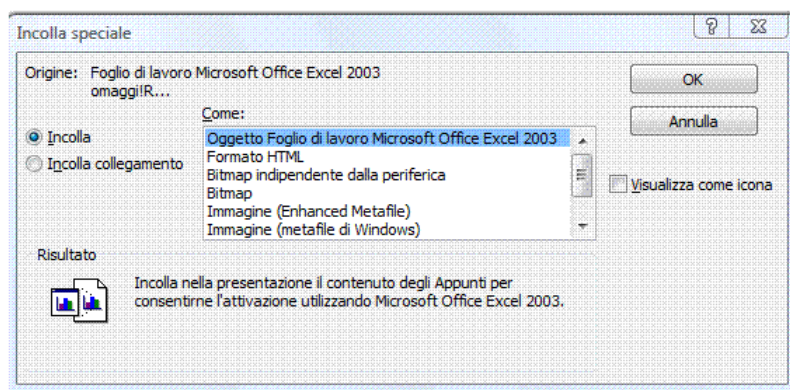 Incolla speciale
Origine: Foglio di lavoro Microsoft Office Excel 2003
omaggi!R...
OK
Annulla
Come:
Incolla
Incolla collegamento
Oggetto Foglio di lavoro Microsoft Office Excel 2003
Formato HTML
Bitmap indipendente dalla periferica
Bitmap
Immagine (Enhanced Metafile)
Immagine (metafile di Windows)
Visualizza come icona
Risultato
Incolla nella presentazione il contenuto degli Appunti per
consentirne l'attivazione utilizzando Microsoft Office Excel 2003.